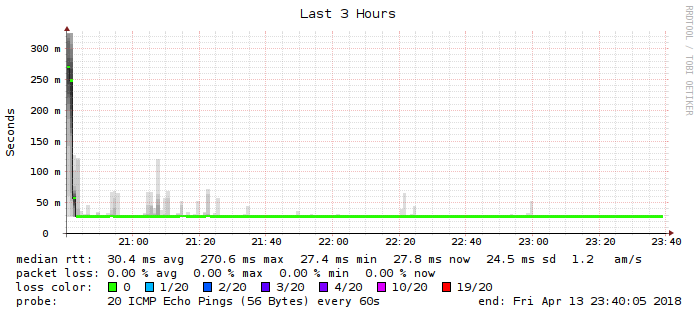 Last 3 Hours
RRDTOOL / TOBI OETIKER
Seconds
300 m
250 m
200 m
150 m
100 m
50 m
0
21:00 21:20 21:40 22:00 22:20 22:40 23:00 23:20 23:40
median rtt: 30.4 ms avg 270.6 ms max 27.4 ms min 27.8 ms now 24.5 ms sd 1.2 am/s
packet loss: 0.00 % avg 0.00 % max 0.00 % min 0.00 % now
loss color: 0 1/20 2/20 3/20 4/20 10/20 19/20
probe: 20 ICMP Echo Pings (56 Bytes) every 60s end: Fri Apr 13 23:40:05 2018